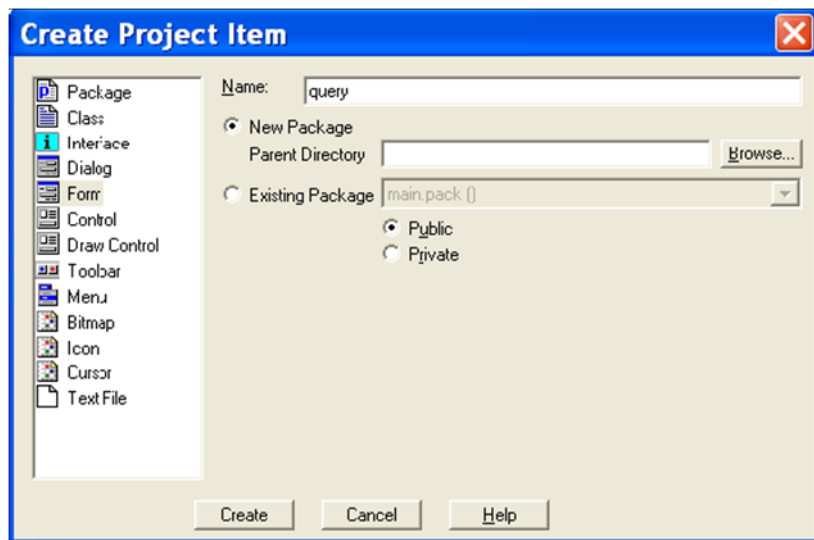 Create Project Item
Package
Class
Interface
Dialog
Form
Control
Draw Control
Toolbar
Menu
Bitmap
Icon
Cursor
Text File
Name: query
New Package
Parent Directory Browse...
Existing Package main.pack ()
Public
Private
Create Cancel Help